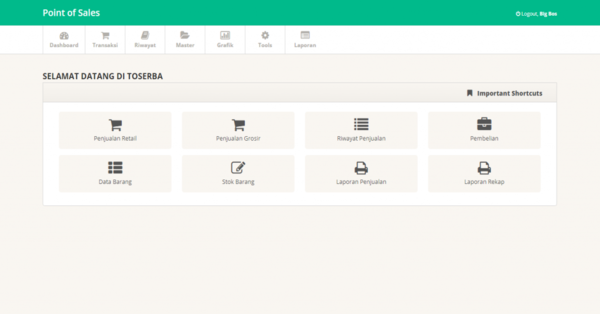 Point of Sales
Logout, Big Bos
Dashboard Transaksi Riwayat Master Grafik Tools Laporan
SELAMAT DATANG DI TOSERBA
Important Shortcuts
Penjualan Retail Penjualan Grosir Riwayat Penjualan Pembelian
Data Barang Stok Barang Laporan Penjualan Laporan Rekap